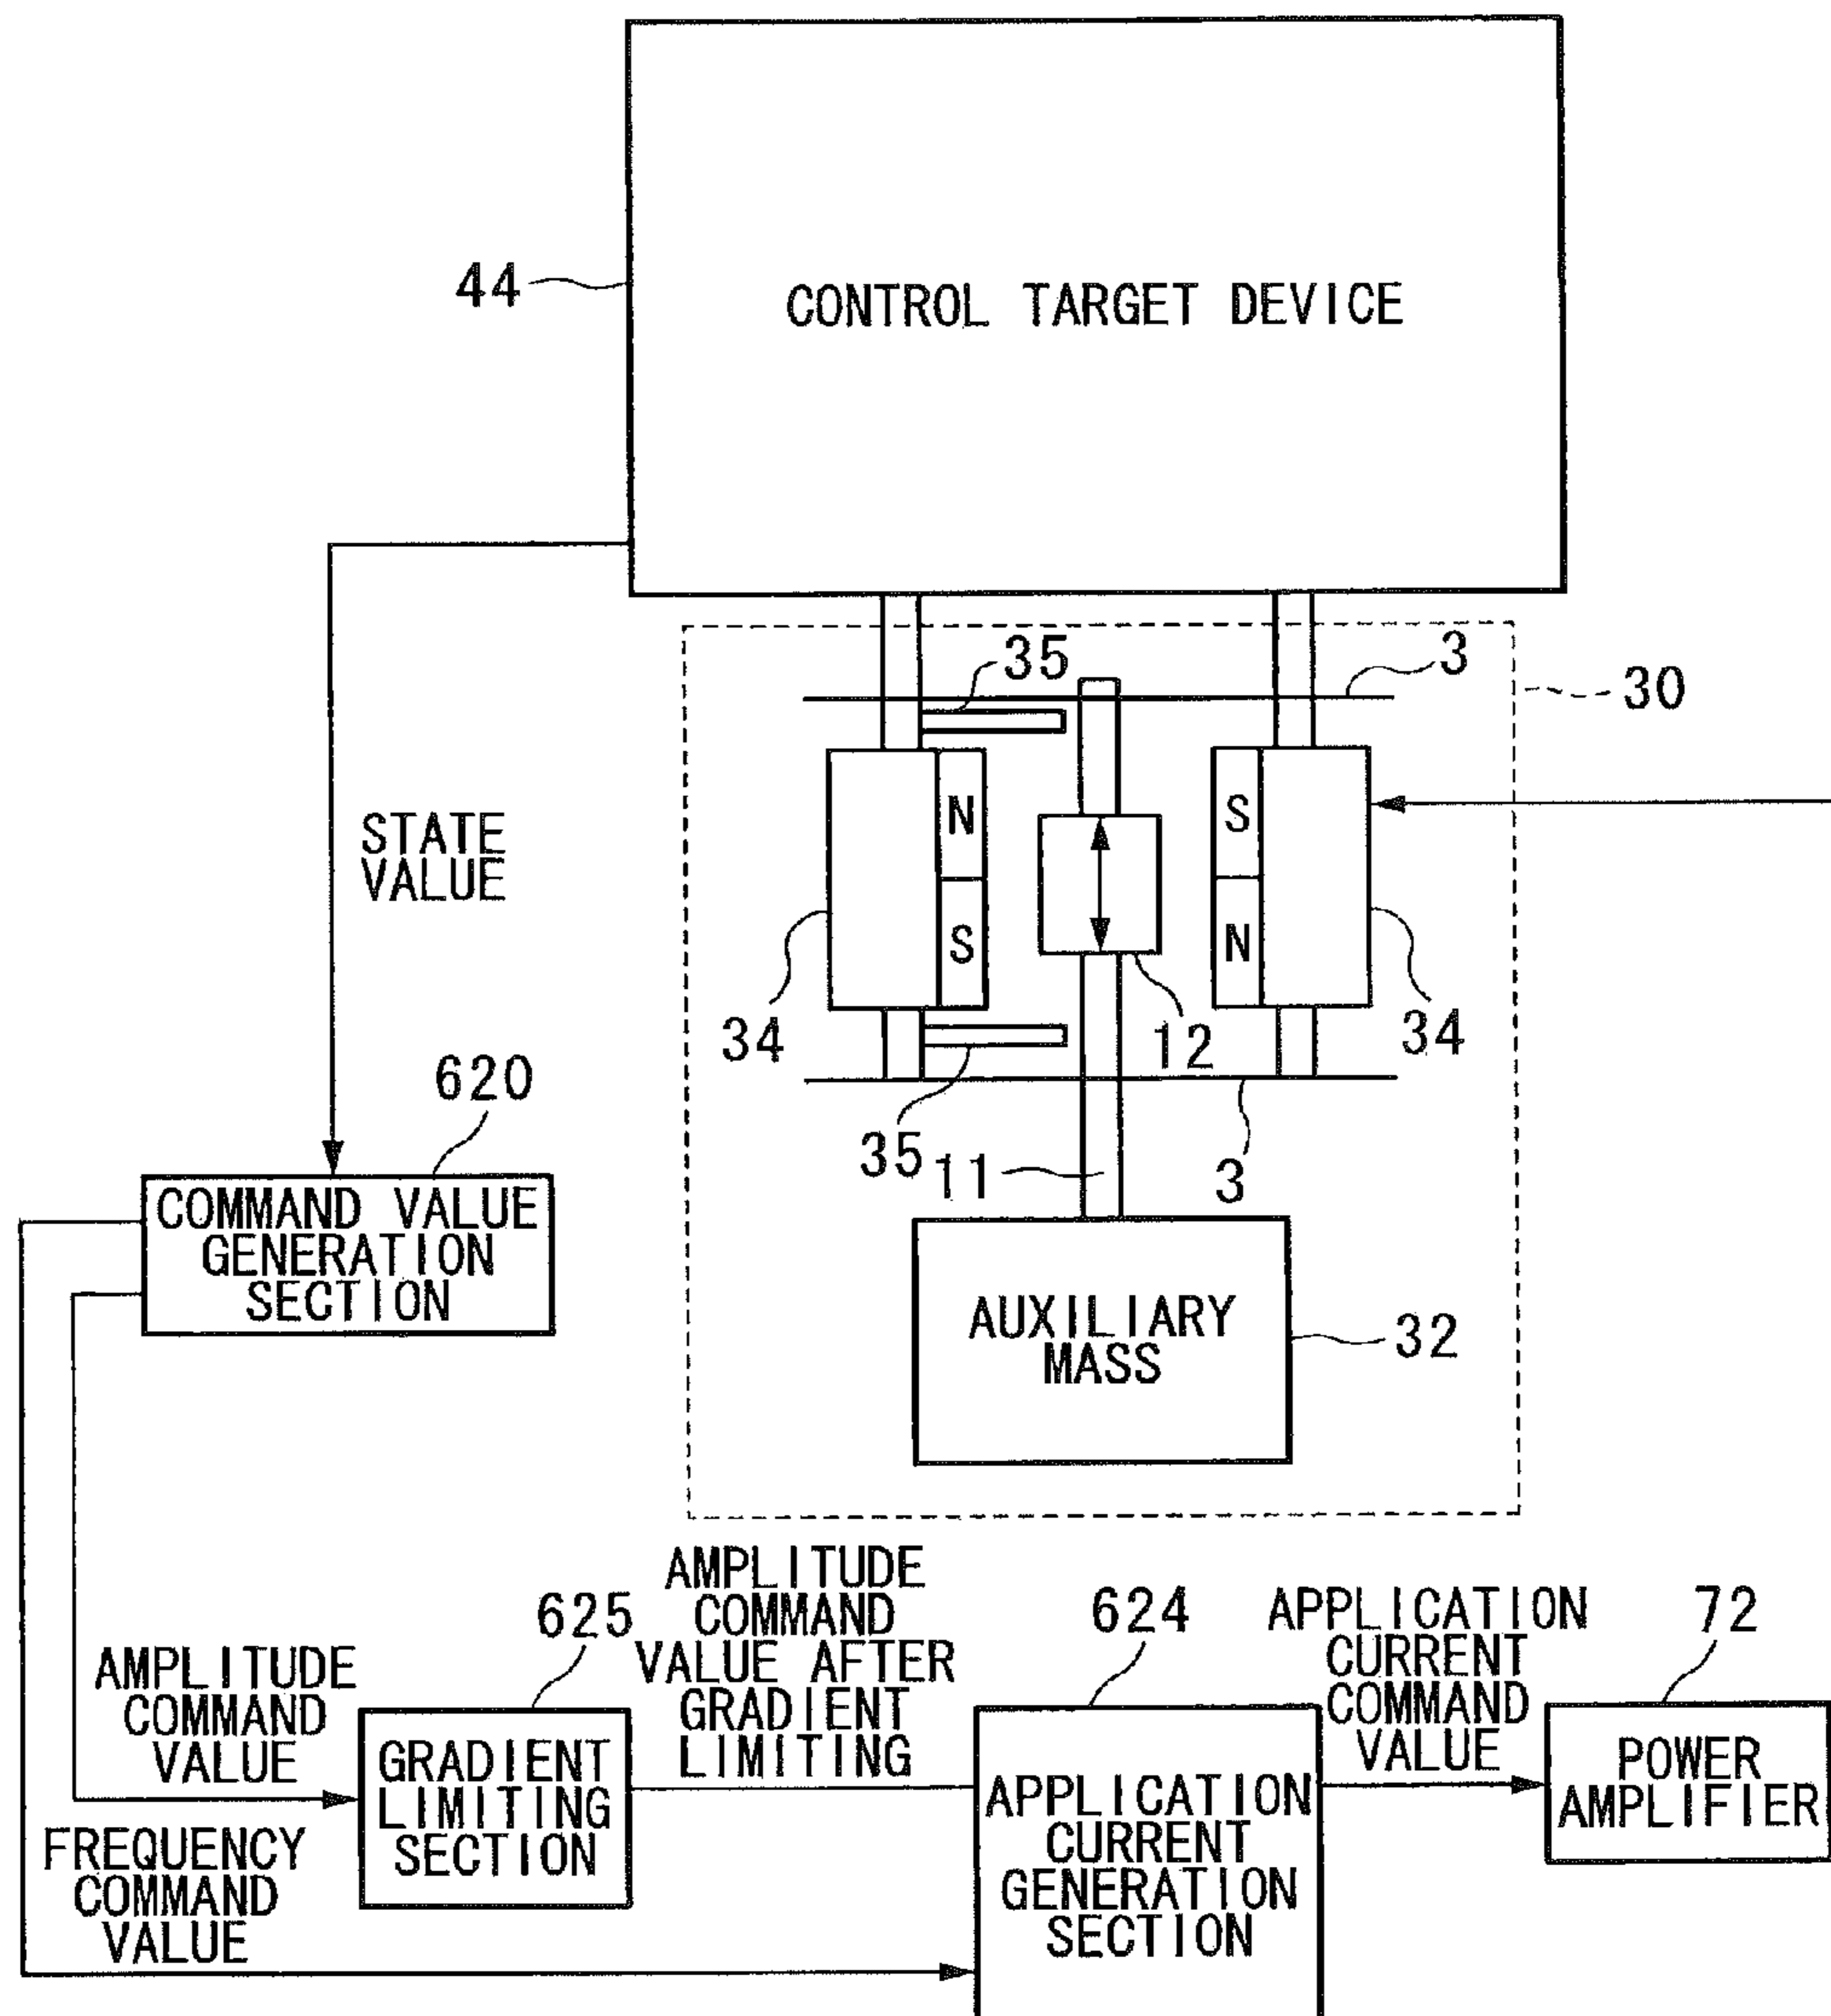 CONTROL TARGET DEVICE
44
35
3
30
N
S
S
N
STATE
VALUE
34
12
34
35
11
3
620
COMMAND VALUE
GENERATION
SECTION
AUXILIARY
MASS
32
AMPLITUDE
COMMAND
VALUE
625
GRADIENT
LIMITING
SECTION
AMPLITUDE
COMMAND
VALUE AFTER
GRADIENT
LIMITING
624
APPLICATION
CURRENT
GENERATION
SECTION
APPLICATION
CURRENT
COMMAND
VALUE
72
POWER
AMPLIFIER
FREQUENCY
COMMAND
VALUE